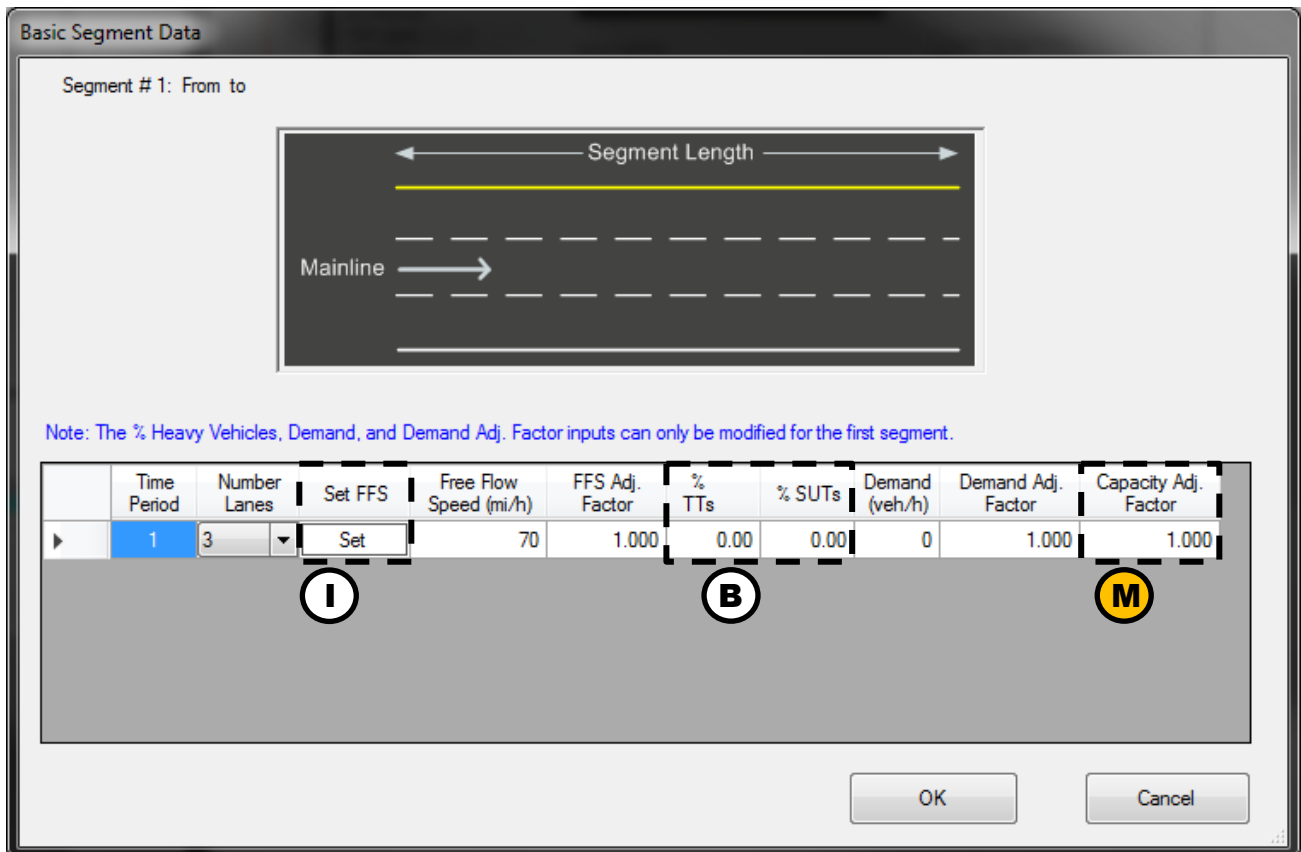 Basic Segment Data
Segment # 1: From to
Segment Length
Mainline
Note: The % Heavy Vehicles, Demand, and Demand Adj. Factor inputs can only be modified for the first segment.
Time Period Number Lanes Set FFS Free Flow Speed (mi/h) FFS Adj. Factor % TTs % SUTs Demand (veh/h) Demand Adj. Factor Capacity Adj. Factor
1 3 Set 70 1.000 0.00 0.00 0 1.000 1.000
I B M
OK Cancel